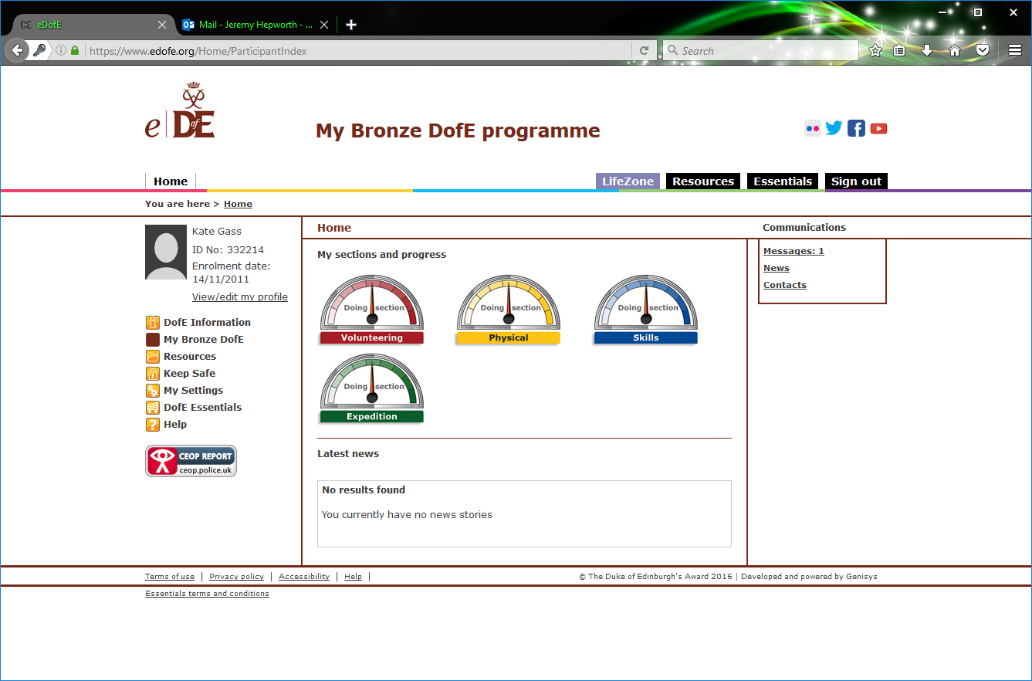 eDofE
Mail - Jeremy Hepworth - ...
https://www.edofe.org/Home/ParticipantIndex
Search
e DofE
My Bronze DofE programme
Home
LifeZone
Resources
Essentials
Sign out
You are here > Home
Kate Gass
ID No: 332214
Enrolment date:
14/11/2011
View/edit my profile
DofE Information
My Bronze DofE
Resources
Keep Safe
My Settings
DofE Essentials
Help
CEOP REPORT
ceop.police.uk
Home
My sections and progress
Doing section
Volunteering
Doing section
Physical
Doing section
Skills
Doing section
Expedition
Latest news
No results found
You currently have no news stories
Communications
Messages: 1
News
Contacts
Terms of use | Privacy policy | Accessibility | Help |
© The Duke of Edinburgh's Award 2016 | Developed and powered by Genisys
Essentials terms and conditions